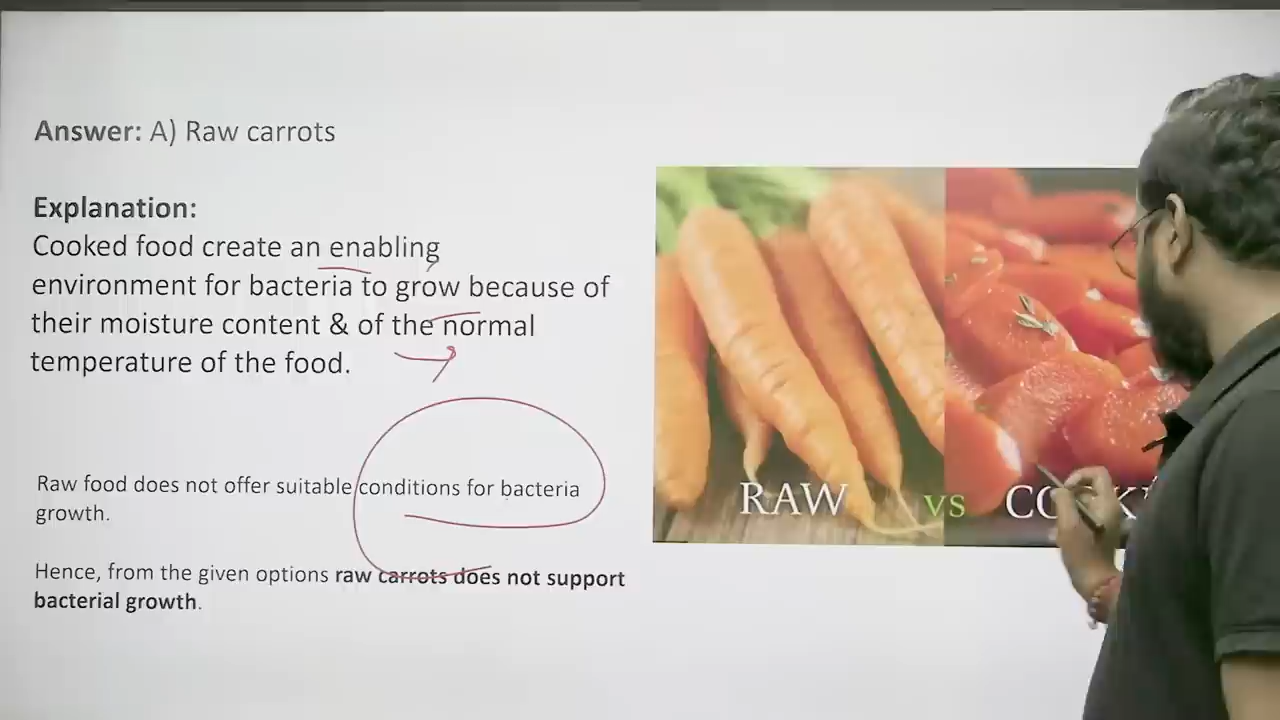 Answer: A) Raw carrots
Explanation:
Cooked food create an enabling
environment for bacteria to grow because of
their moisture content & of the normal
temperature of the food.
Raw food does not offer suitable conditions for bacteria
growth.
Hence, from the given options raw carrots does not support
bacterial growth.
RAW vs